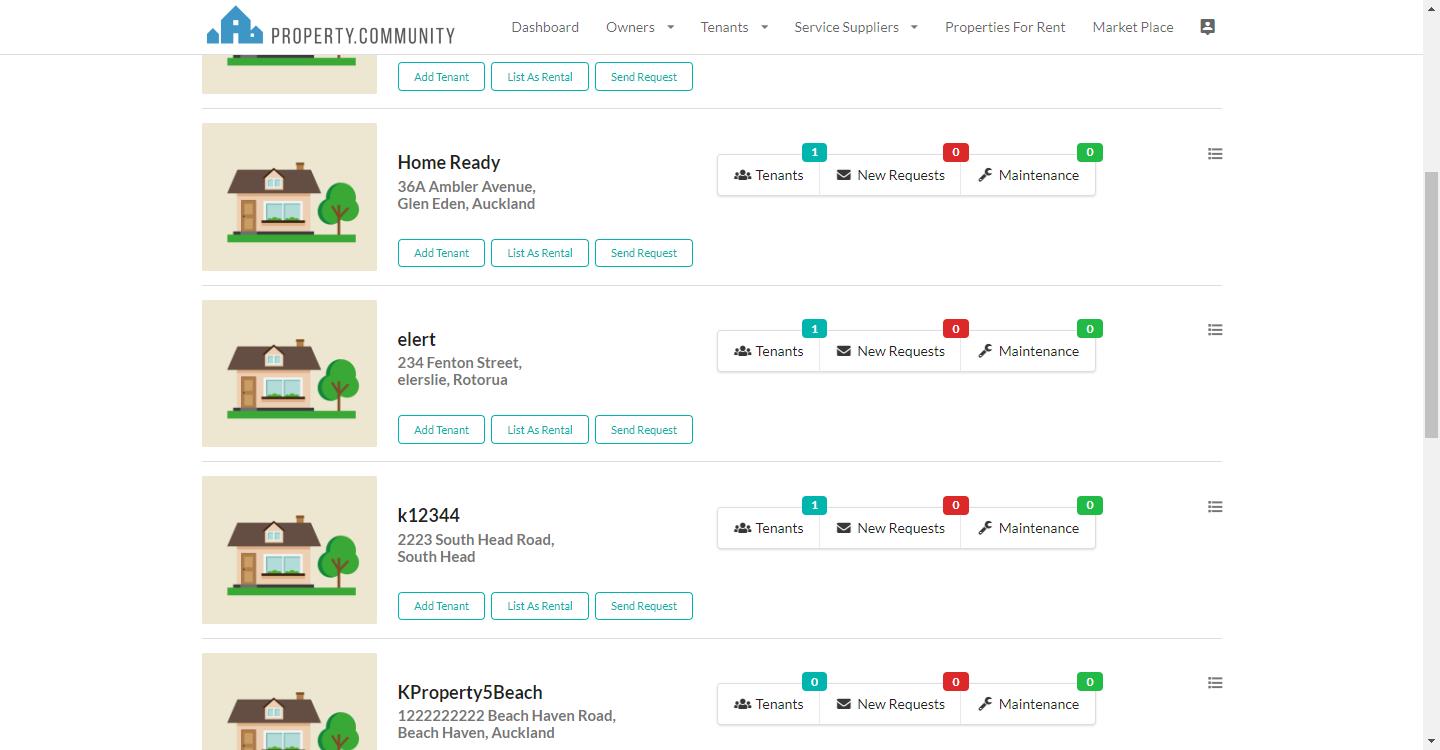 PROPERTY.COMMUNITY
Dashboard
Owners
Tenants
Service Suppliers
Properties For Rent
Market Place
Add Tenant
List As Rental
Send Request
Home Ready
36A Ambler Avenue,
Glen Eden, Auckland
1
Tenants
0
New Requests
0
Maintenance
Add Tenant
List As Rental
Send Request
elert
234 Fenton Street,
elerslie, Rotorua
1
Tenants
0
New Requests
0
Maintenance
Add Tenant
List As Rental
Send Request
k12344
2223 South Head Road,
South Head
1
Tenants
0
New Requests
0
Maintenance
Add Tenant
List As Rental
Send Request
KProperty5Beach
1222222222 Beach Haven Road,
Beach Haven, Auckland
0
Tenants
0
New Requests
0
Maintenance